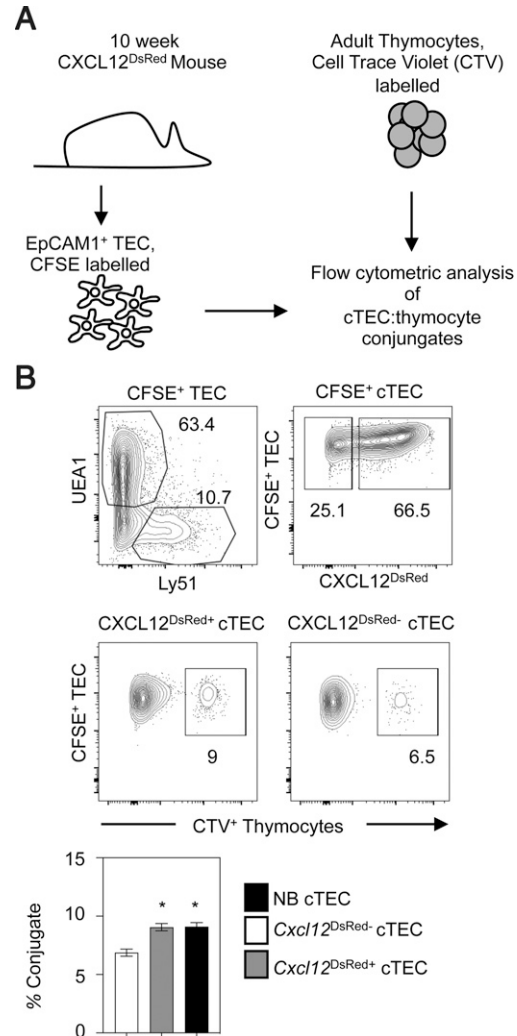 A
10 week
CXCL12DsRed Mouse
Adult Thymocytes,
Cell Trace Violet (CTV)
labelled
EpCAM1+ TEC,
CFSE labelled
Flow cytometric analysis
of
cTEC:thymocyte
conjungates
B
CFSE+ TEC
CFSE+ cTEC
63.4
10.7
UEA1
Ly51
CFSE+ TEC
25.1
66.5
CXCL12DsRed
CXCL12DsRed+ cTEC
CXCL12DsRed- cTEC
CFSE+ TEC
9
6.5
CTV+ Thymocytes
% Conjugate
15
10
5
0
* *
NB cTEC
Cxcl12DsRed- cTEC
Cxcl12DsRed+ cTEC